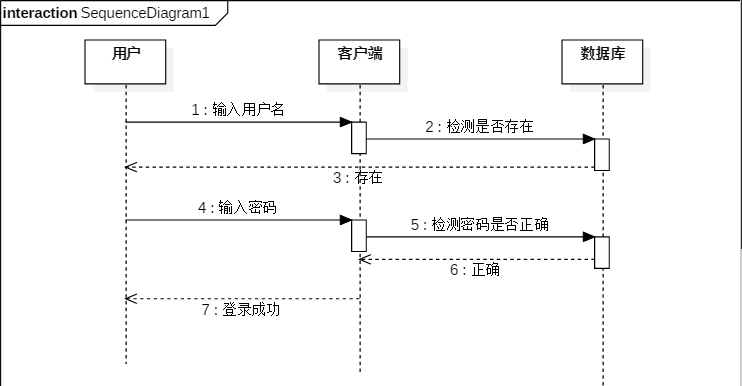 interaction SequenceDiagram1
用户 客户端 数据库
1 : 输入用户名
2 : 检测是否存在
3 : 存在
4 : 输入密码
5 : 检测密码是否正确
6 : 正确
7 : 登录成功